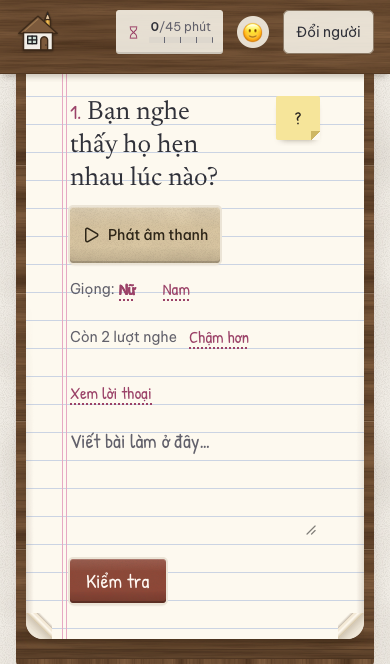 0/45 phút
Đổi người
1. Bạn nghe
thấy họ hẹn
nhau lúc nào?
?
Phát âm thanh
Giọng: Nữ Nam
Còn 2 lượt nghe Chậm hơn
Xem lời thoại
Viết bài làm ở đây...
Kiểm tra